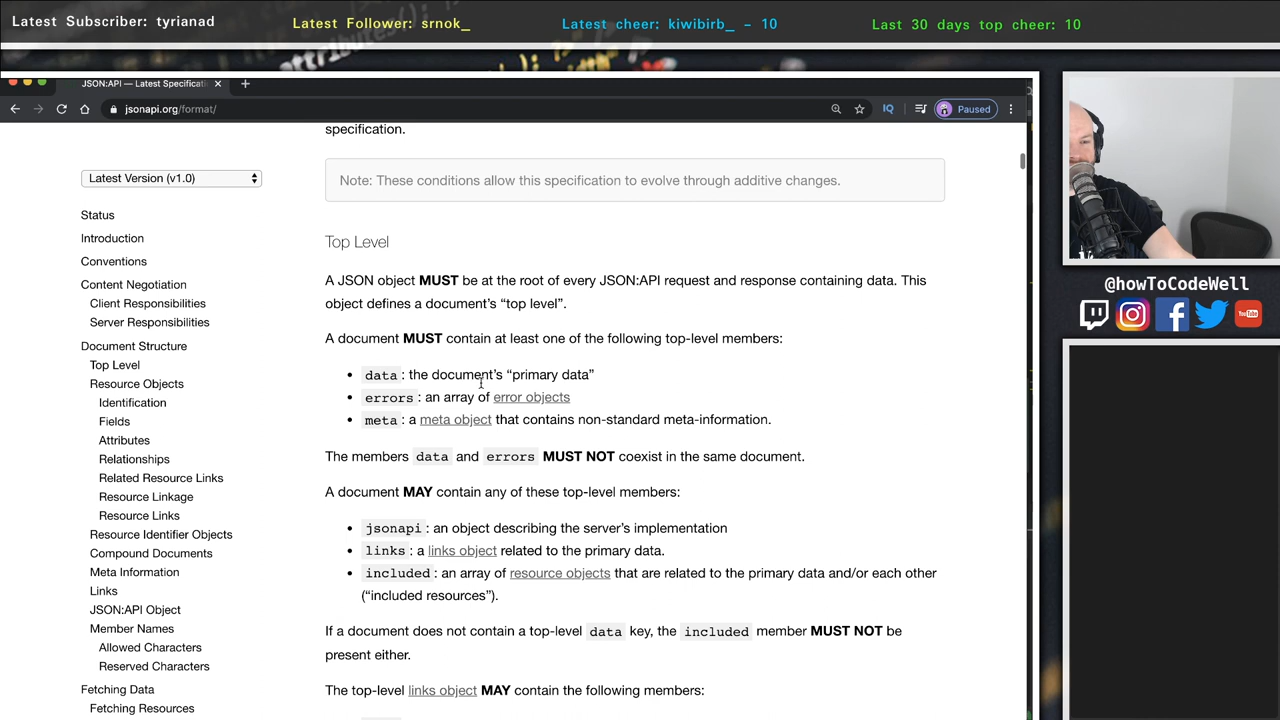 Latest Subscriber: tyrianad
Latest Follower: srnok_
Latest cheer; kiwibirb_ - 10
Last 30 days top cheer: 10
attributes();
JSON:API — Latest Specificati
jsonapi.org/format/
IQ
Paused
specification.
Latest Version (v1.0)
Note: These conditions allow this specification to evolve through additive changes.
Status
Introduction
Conventions
Content Negotiation
Client Responsibilities
Server Responsibilities
Document Structure
Top Level
Resource Objects
Identification
Fields
Attributes
Relationships
Related Resource Links
Resource Linkage
Resource Links
Resource Identifier Objects
Compound Documents
Meta Information
Links
JSON:API Object
Member Names
Allowed Characters
Reserved Characters
Fetching Data
Fetching Resources
Top Level
A JSON object MUST be at the root of every JSON:API request and response containing data. This
object defines a document’s “top level”.
A document MUST contain at least one of the following top-level members:
• data : the document’s “primary data”
• errors : an array of error objects
• meta : a meta object that contains non-standard meta-information.
The members data and errors MUST NOT coexist in the same document.
A document MAY contain any of these top-level members:
• jsonapi : an object describing the server’s implementation
• links : a links object related to the primary data.
• included : an array of resource objects that are related to the primary data and/or each other
(“included resources”).
If a document does not contain a top-level data key, the included member MUST NOT be
present either.
The top-level links object MAY contain the following members:
@howToCodeWell
You Tube